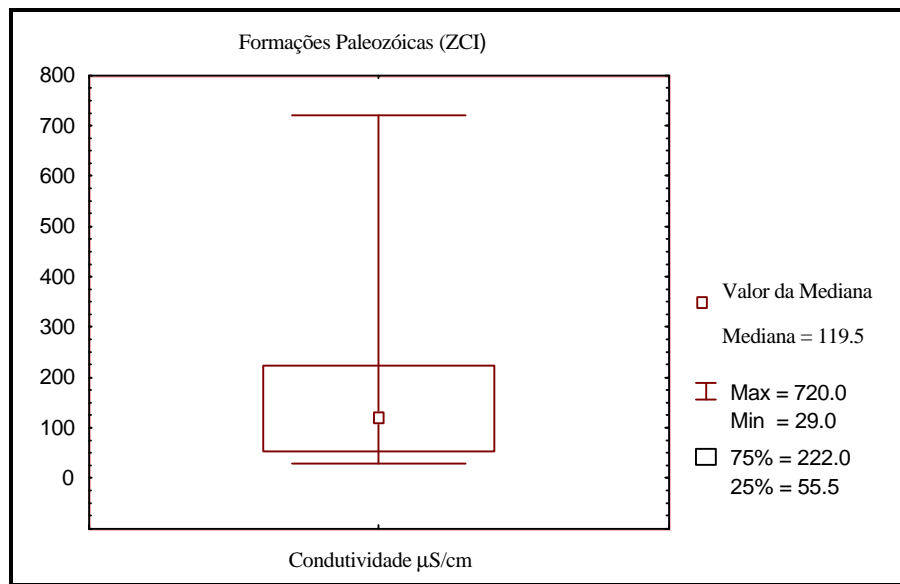 Formações Paleozóicas (ZCI)
800
700
600
500
400
300
200
100
0
Condutividade μS/cm
Valor da Mediana
Mediana = 119.5
Max = 720.0
Min = 29.0
75% = 222.0
25% = 55.5